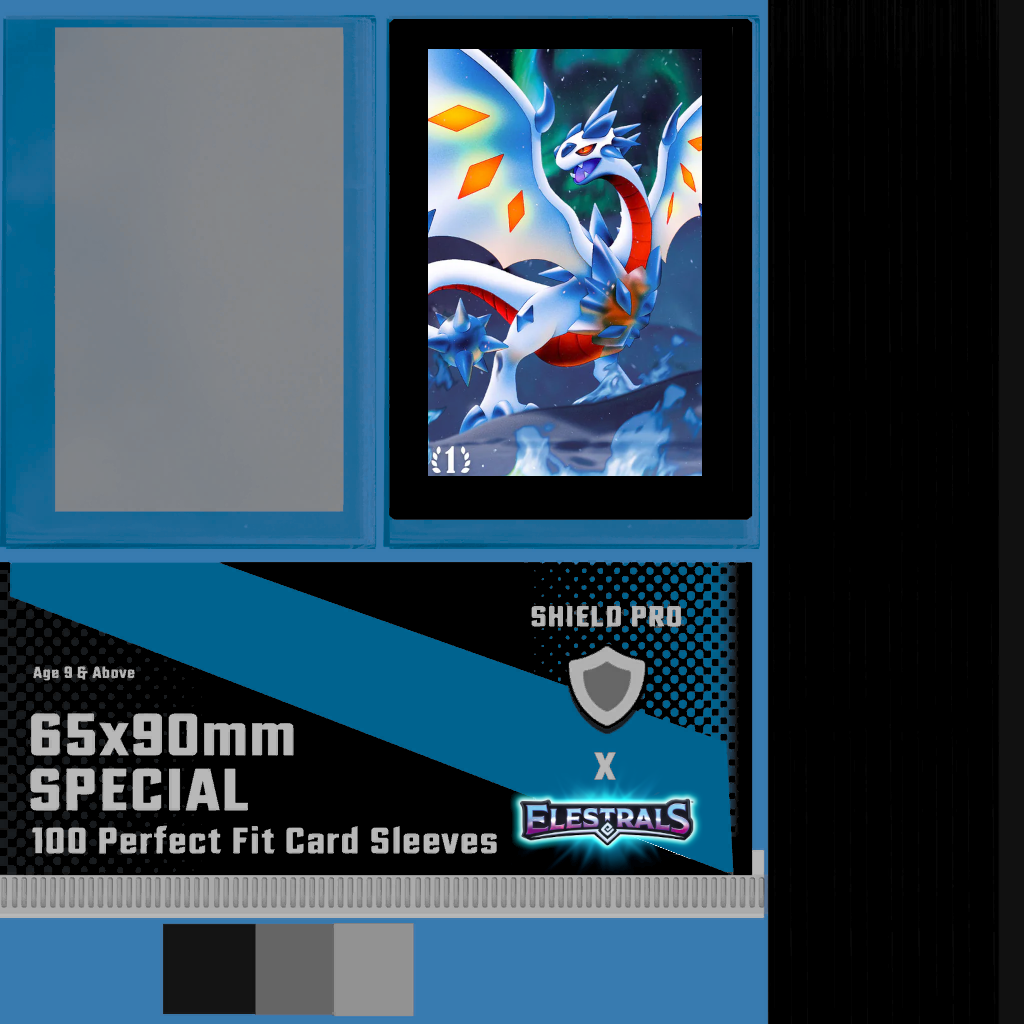 1
SHIELD PRO
Age 9 & Above
65x90mm
SPECIAL
X
ELESTRALS
100 Perfect Fit Card Sleeves